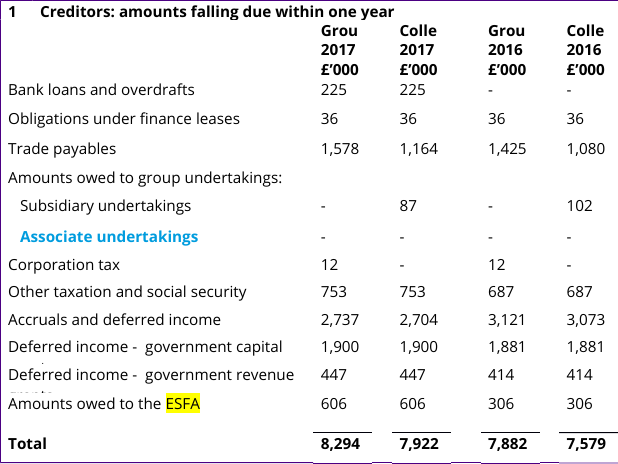 1 Creditors: amounts falling due within one year
Grou Colle Grou Colle
2017 2017 2016 2016
£’000 £’000 £’000 £’000
Bank loans and overdrafts 225 225 - -
Obligations under finance leases 36 36 36 36
Trade payables 1,578 1,164 1,425 1,080
Amounts owed to group undertakings:
Subsidiary undertakings - 87 - 102
Associate undertakings - - - -
Corporation tax 12 - 12 -
Other taxation and social security 753 753 687 687
Accruals and deferred income 2,737 2,704 3,121 3,073
Deferred income - government capital 1,900 1,900 1,881 1,881
Deferred income - government revenue 447 447 414 414
Amounts owed to the ESFA 606 606 306 306
Total 8,294 7,922 7,882 7,579